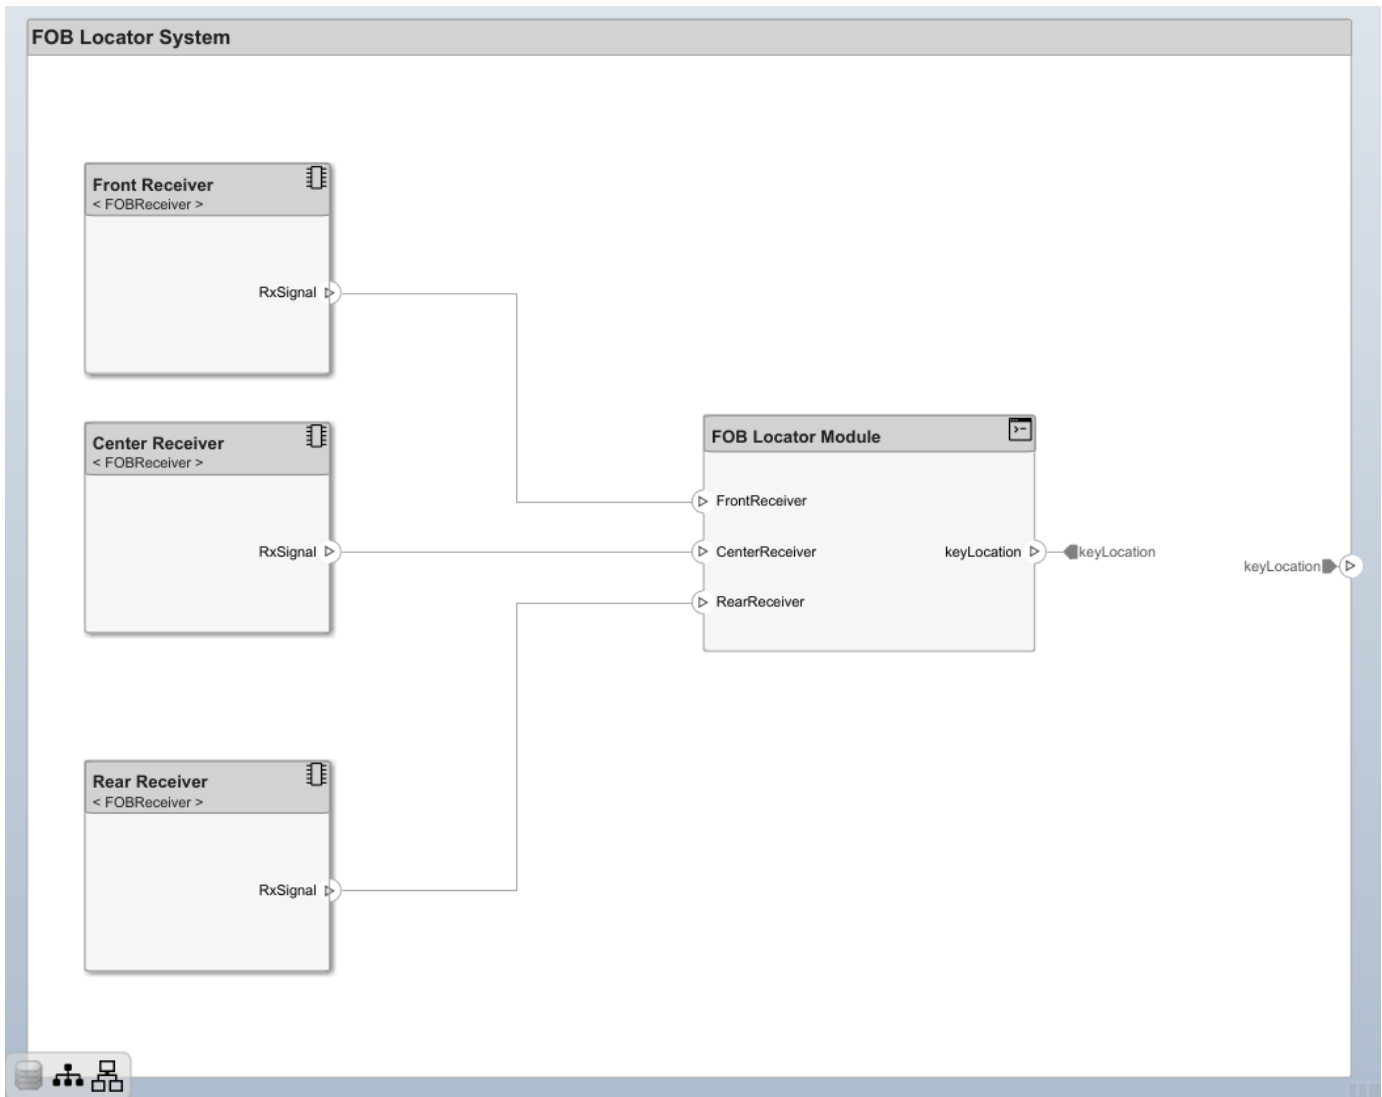 FOB Locator System
Front Receiver
< FOBReceiver >
RxSignal
Center Receiver
< FOBReceiver >
RxSignal
Rear Receiver
< FOBReceiver >
RxSignal
FOB Locator Module
FrontReceiver
CenterReceiver
RearReceiver
keyLocation
keyLocation
keyLocation